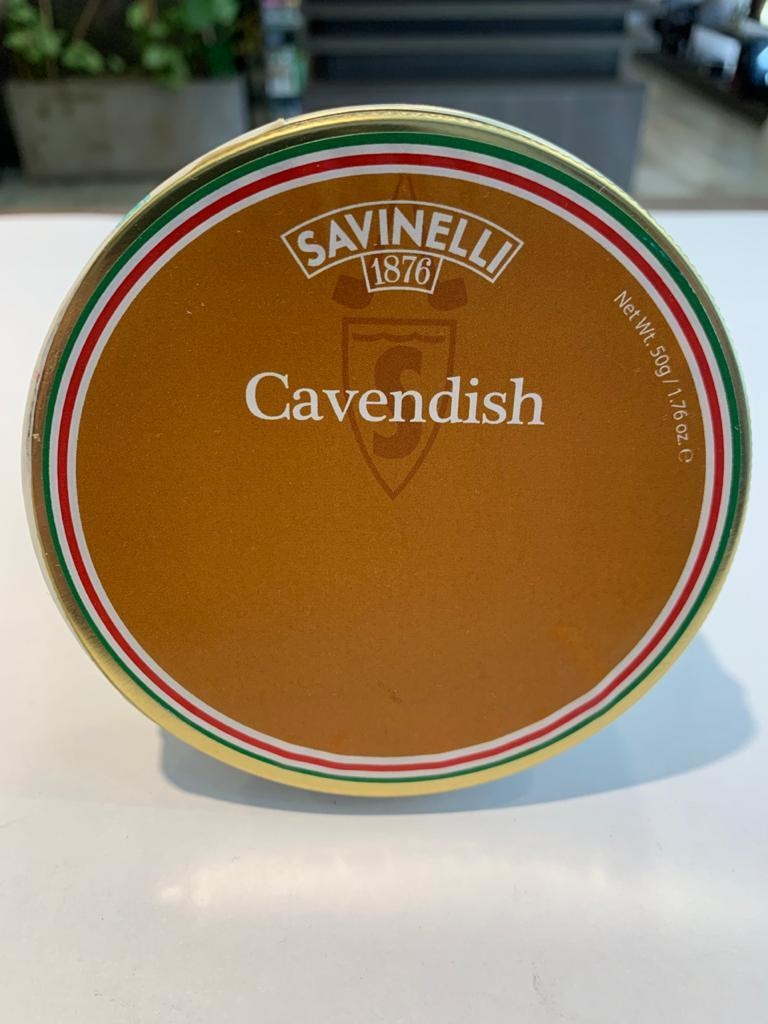 SAVINELLI
1876
Cavendish
S
Net Wt. 50g / 1.76 oz. ℮